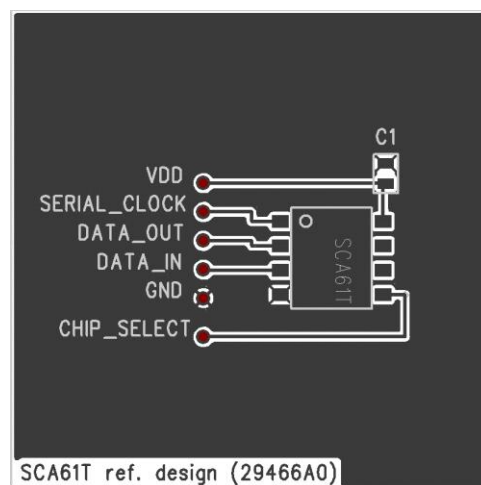 C1
VDD
SERIAL_CLOCK
DATA_OUT
DATA_IN
GND
CHIP_SELECT
SCA61T
SCA61T ref. design (29466A0)